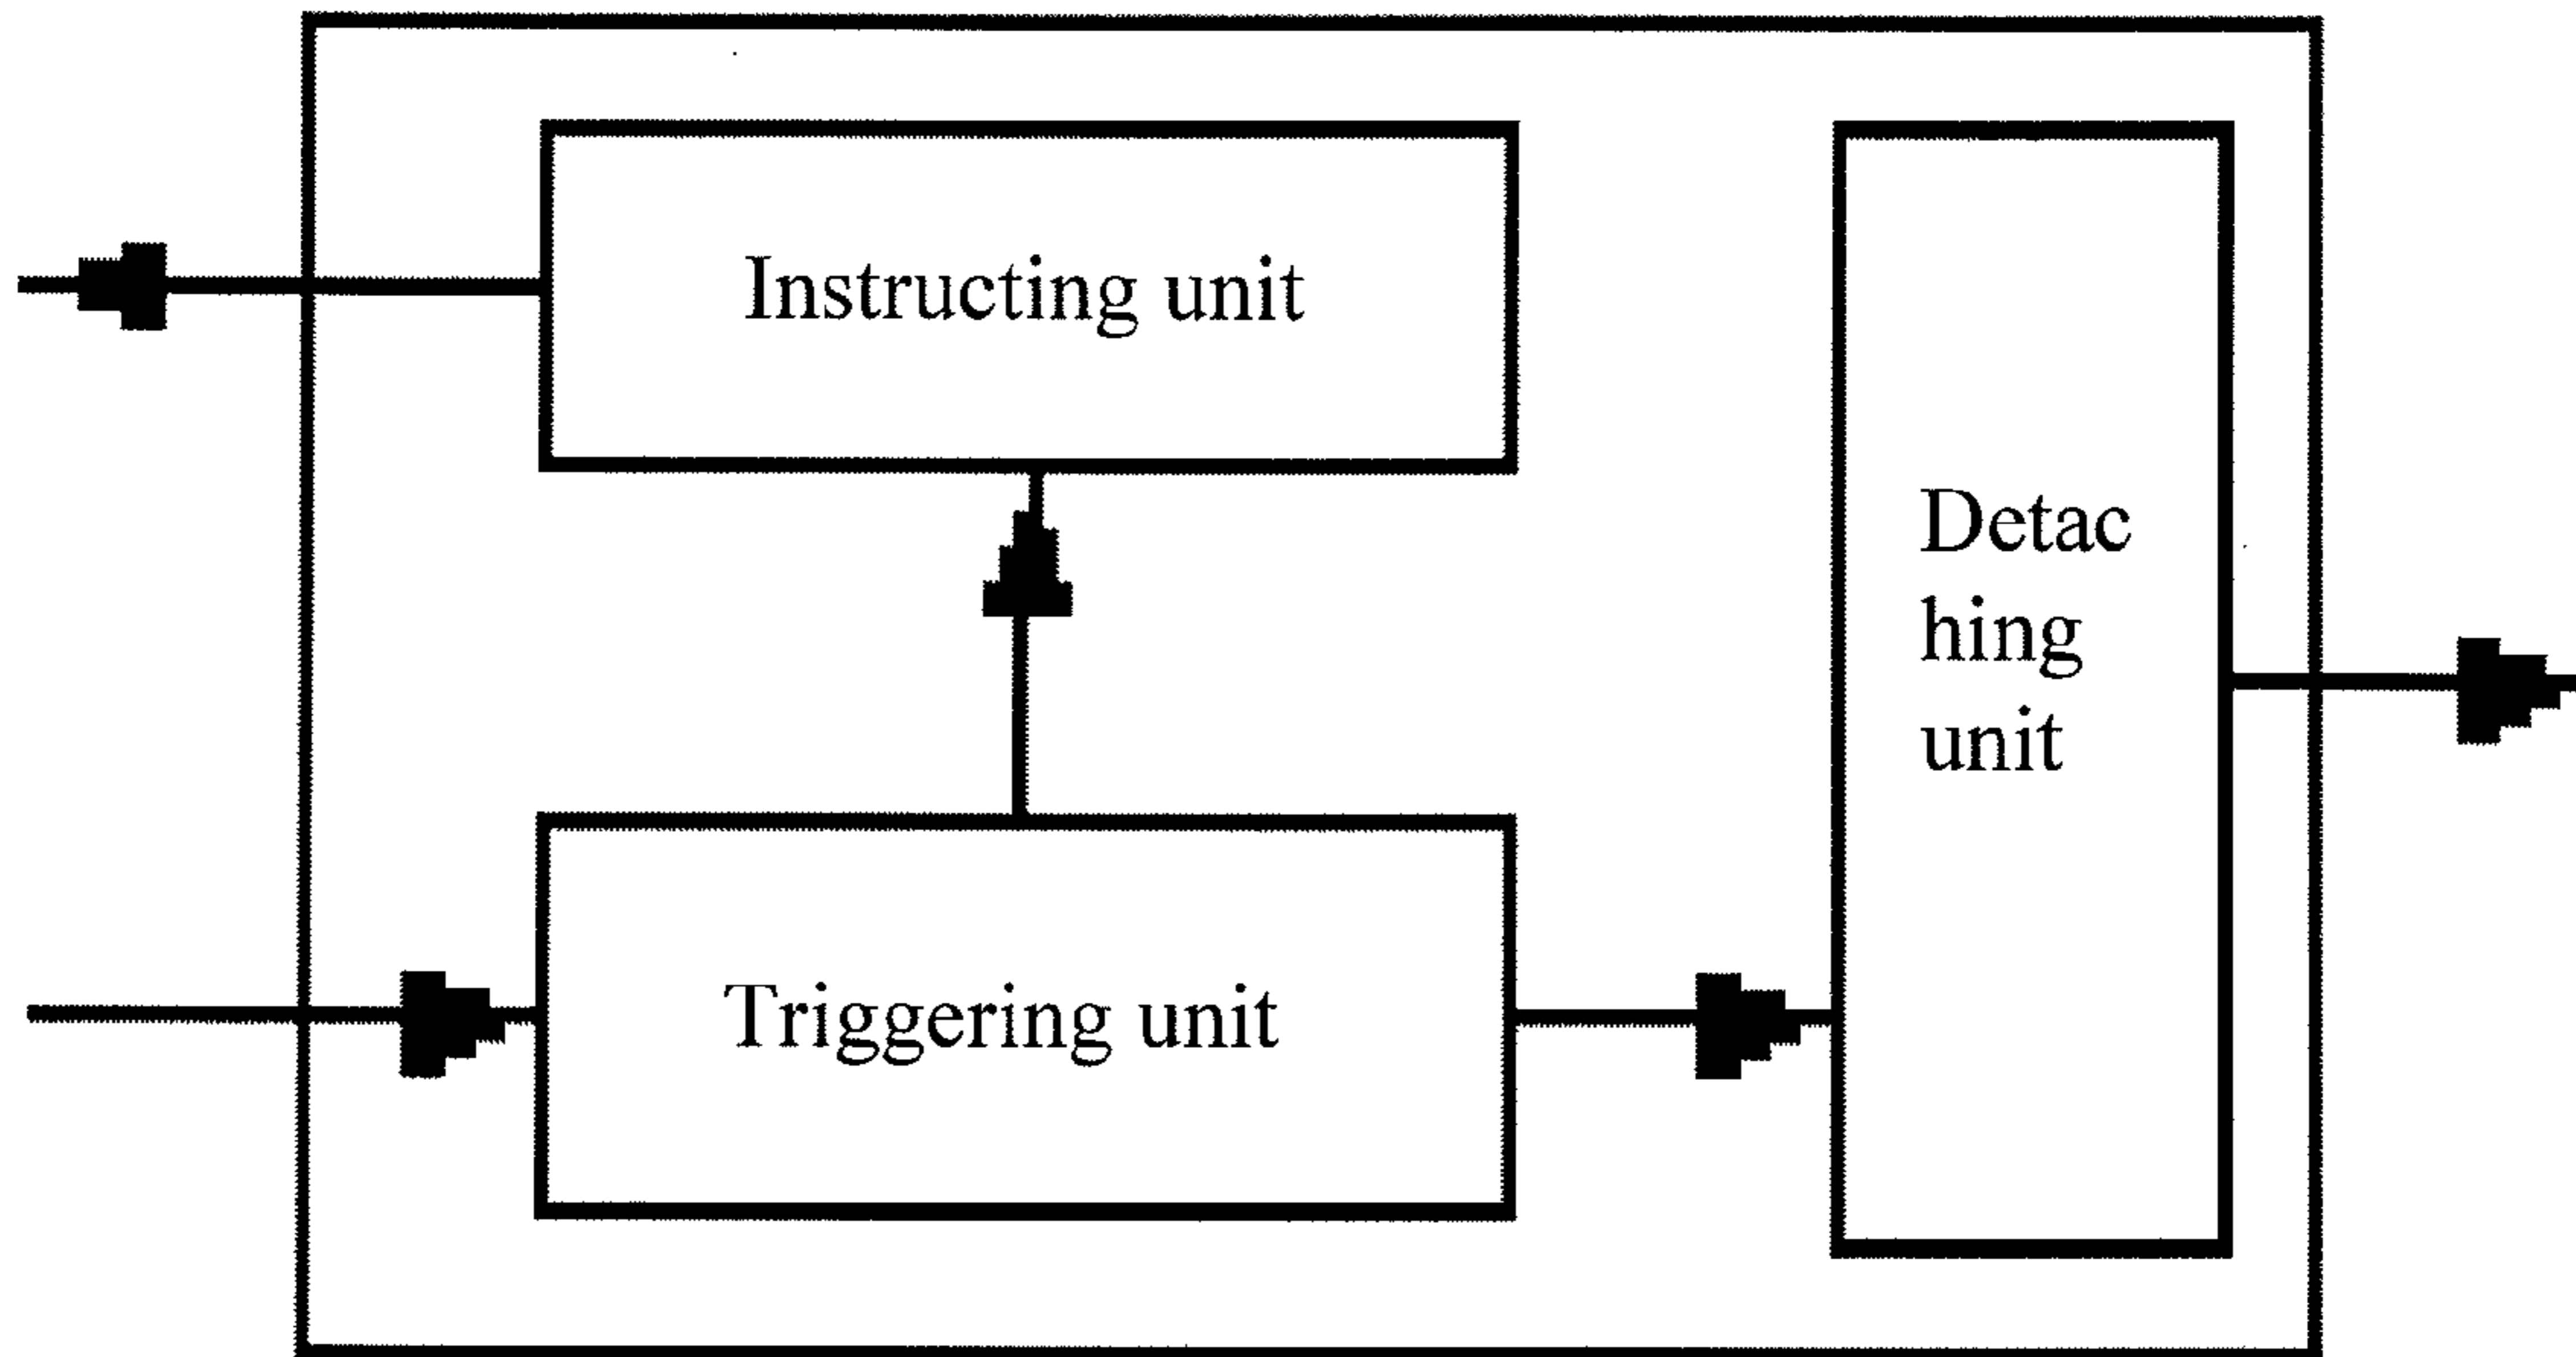 Instructing unit
Detac
hing
unit
Triggering unit